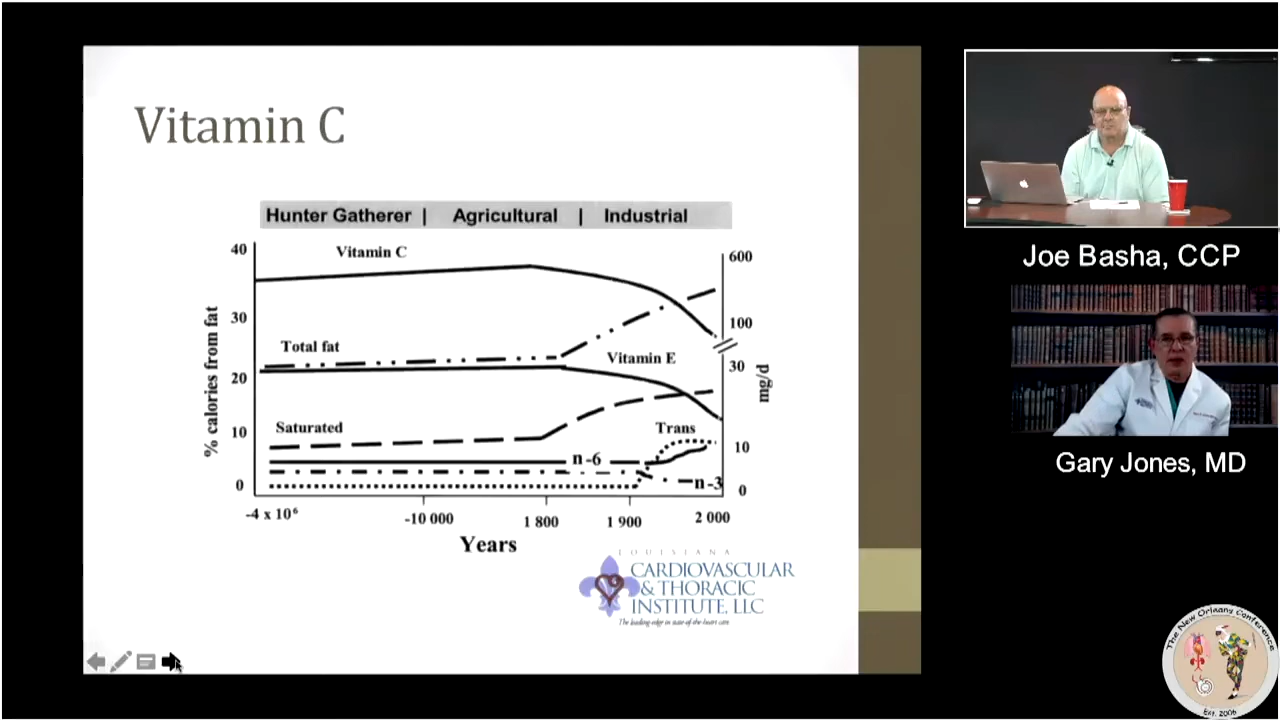 Vitamin C
Hunter Gatherer | Agricultural | Industrial
40
30
20
10
0
% calories from fat
Vitamin C
Total fat
Vitamin E
Saturated
Trans
n-6
n-3
600
100
30
10
0
mg/d
-4 x 10⁶
-10 000
1 800
1 900
2 000
Years
LOUISIANA
CARDIOVASCULAR
& THORACIC
INSTITUTE, LLC
The leading-edge in state-of-the-heart care
Joe Basha, CCP
Gary Jones, MD
The New Orleans Conference
Est. 2006